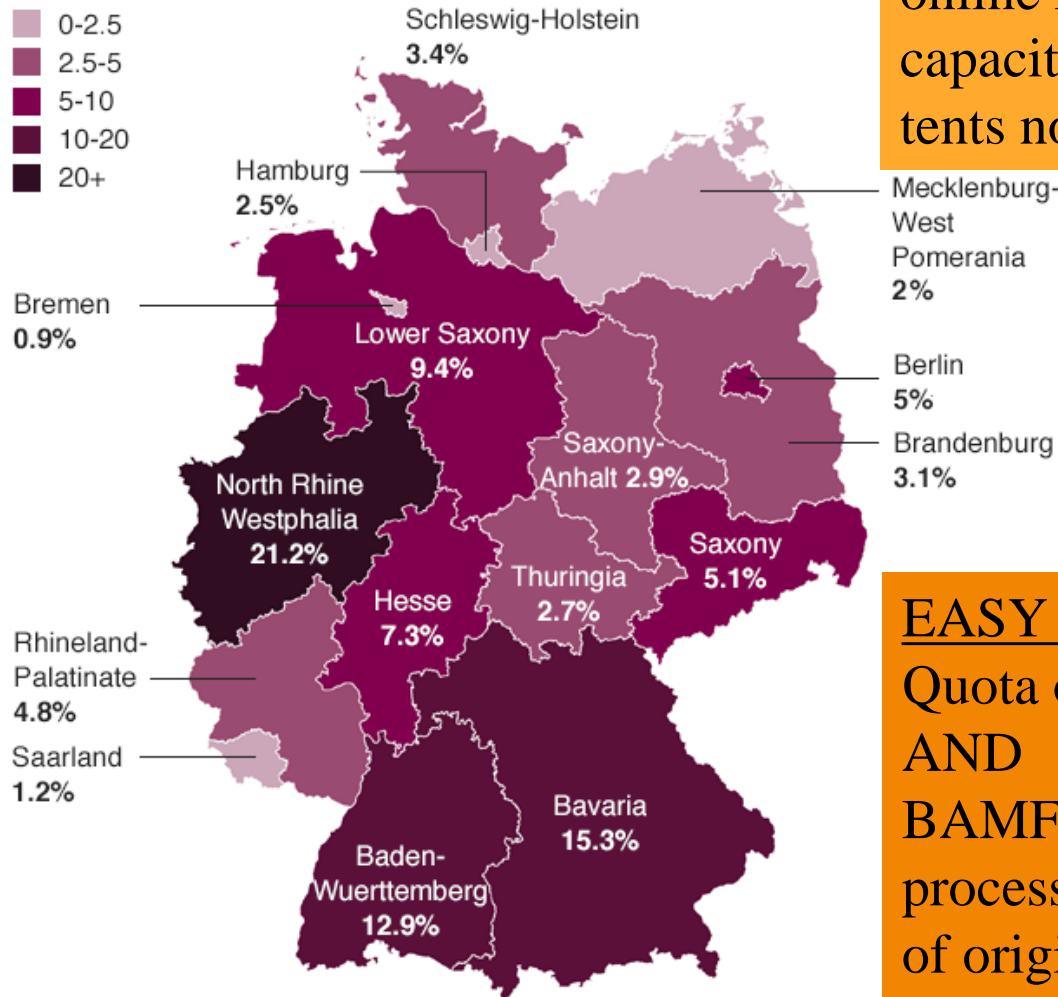 0-2.5
2.5-5
5-10
10-20
20+
Schleswig-Holstein
3.4%
Hamburg
2.5%
Bremen
0.9%
Lower Saxony
9.4%
Mecklenburg-
West
Pomerania
2%
Berlin
5%
Brandenburg
3.1%
Saxony-
Anhalt 2.9%
North Rhine
Westphalia
21.2%
Saxony
5.1%
Thuringia
2.7%
Hesse
7.3%
Rhineland-
Palatinate
4.8%
Saarland
1.2%
Bavaria
15.3%
Baden-
Wuerttemberg
12.9%
capacit
tents no
EASY
Quota
AND
BAMF
process
of origi